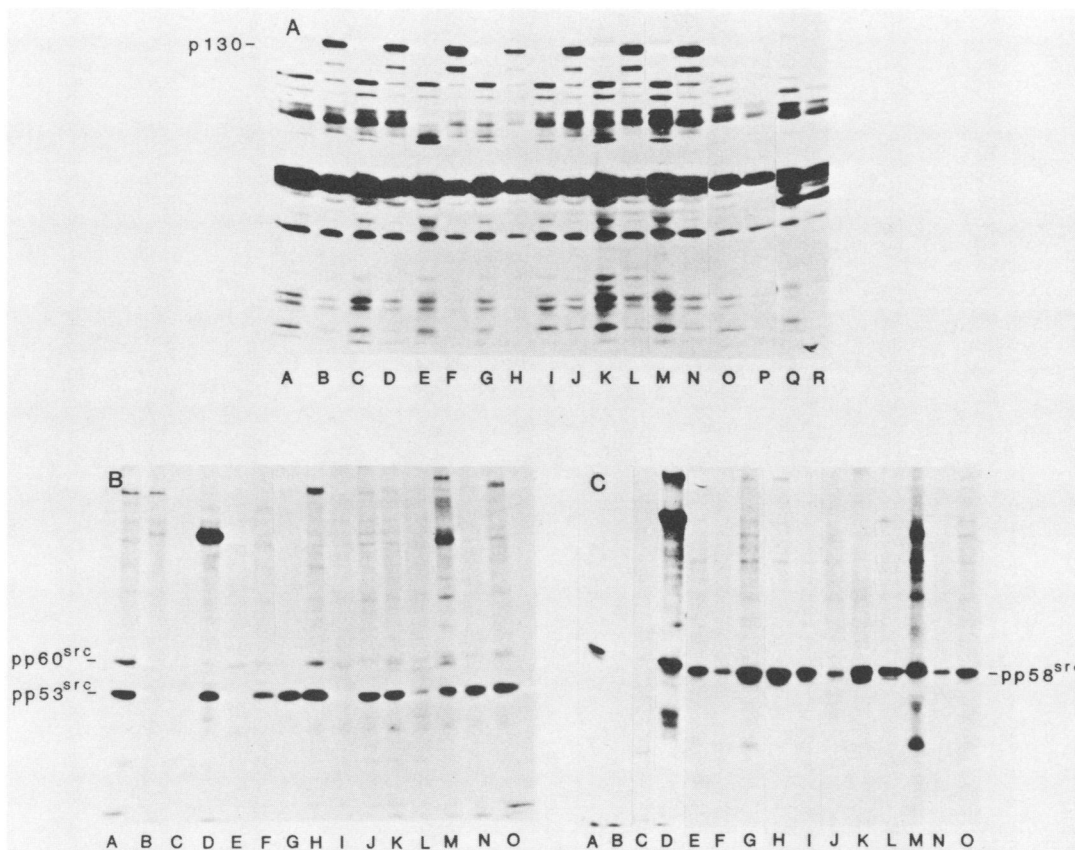 A
p130-
A B C D E F G H I J K L M N O P Q R
B
pp60src-
pp53src-
A B C D E F G H I J K L M N O
C
-pp58src
A B C D E F G H I J K L M N O